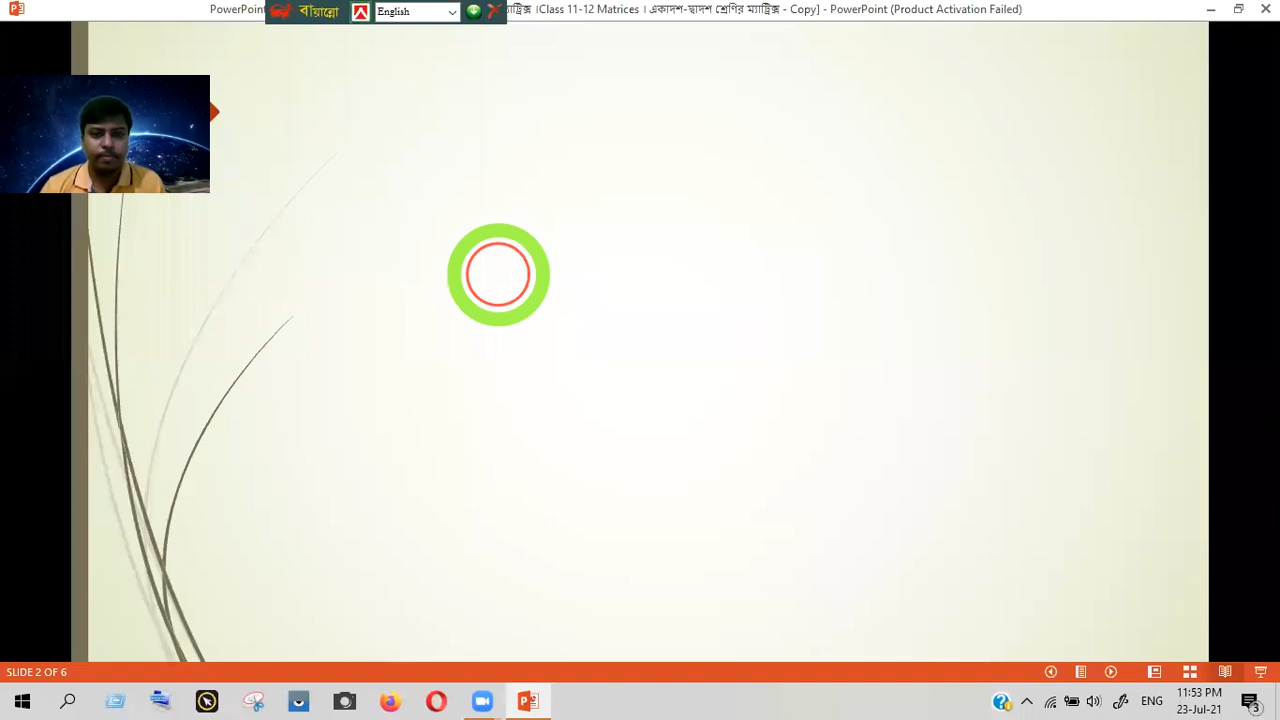 PowerPoint
বায়ান্নো
English
ট্রিক্স ।Class 11-12 Matrices । একাদশ-দ্বাদশ শ্রেণির ম্যাট্রিক্স - Copy] - PowerPoint (Product Activation Failed)
SLIDE 2 OF 6
ENG
11:53 PM
23-Jul-21
3